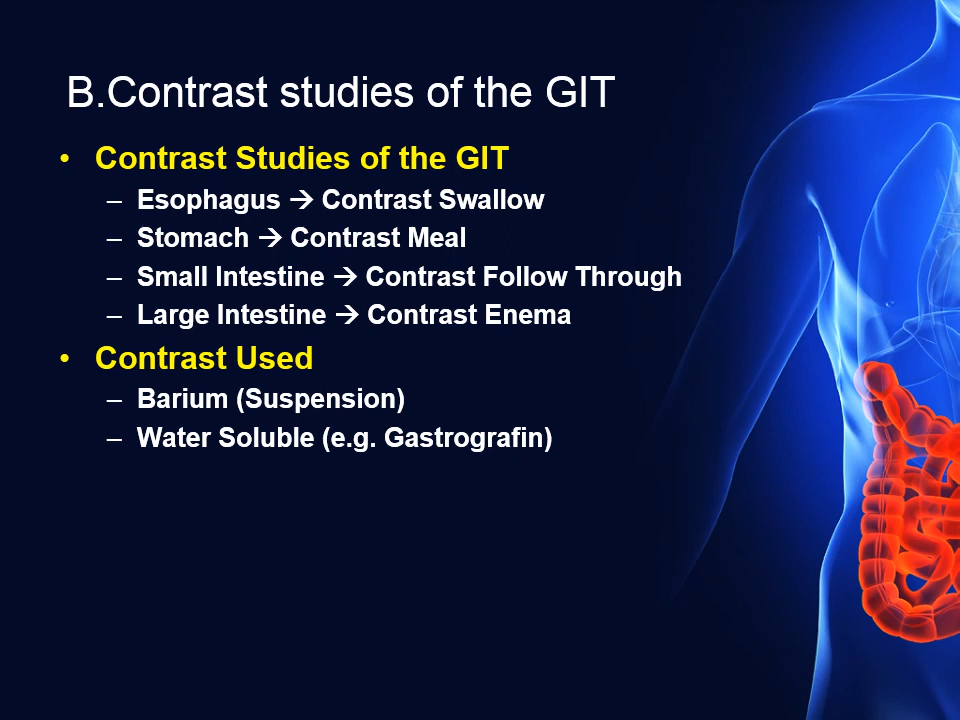 B.Contrast studies of the GIT
• Contrast Studies of the GIT
– Esophagus → Contrast Swallow
– Stomach → Contrast Meal
– Small Intestine → Contrast Follow Through
– Large Intestine → Contrast Enema
• Contrast Used
– Barium (Suspension)
– Water Soluble (e.g. Gastrografin)